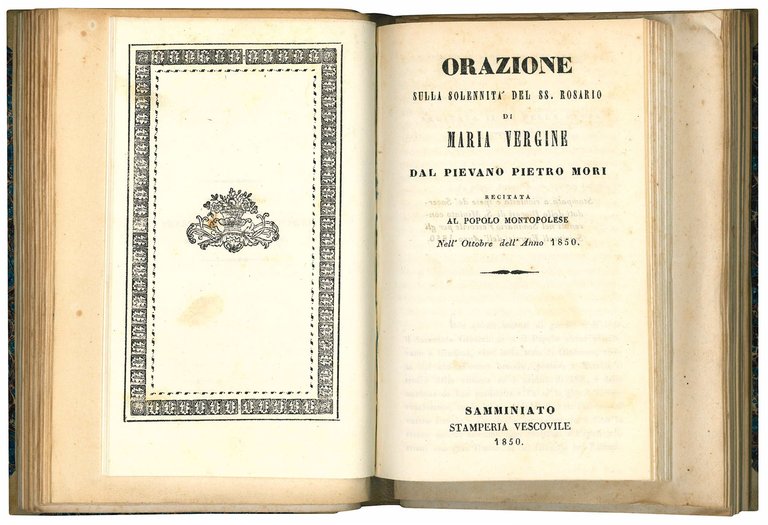 ORAZIONE
SULLA SOLENNITA' DEL SS. ROSARIO
DI
MARIA VERGINE
DAL PIEVANO PIETRO MORI
RECITATA
AL POPOLO MONTOPOLESE
Nell' Ottobre dell' Anno 1850.
SAMMINIATO
STAMPERIA VESCOVILE
1850.